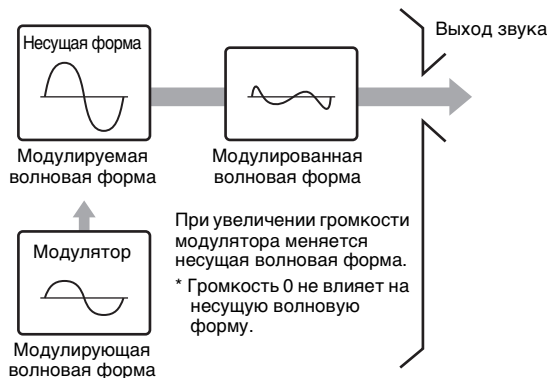 Несущая форма
Выход звука
Модулируемая
волновая форма
Модулированная
волновая форма
Модулятор
При увеличении громкости
модулятора меняется
несущая волновая форма.
* Громкость 0 не влияет на
несущую волновую
форму.
Модулирующая
волновая форма